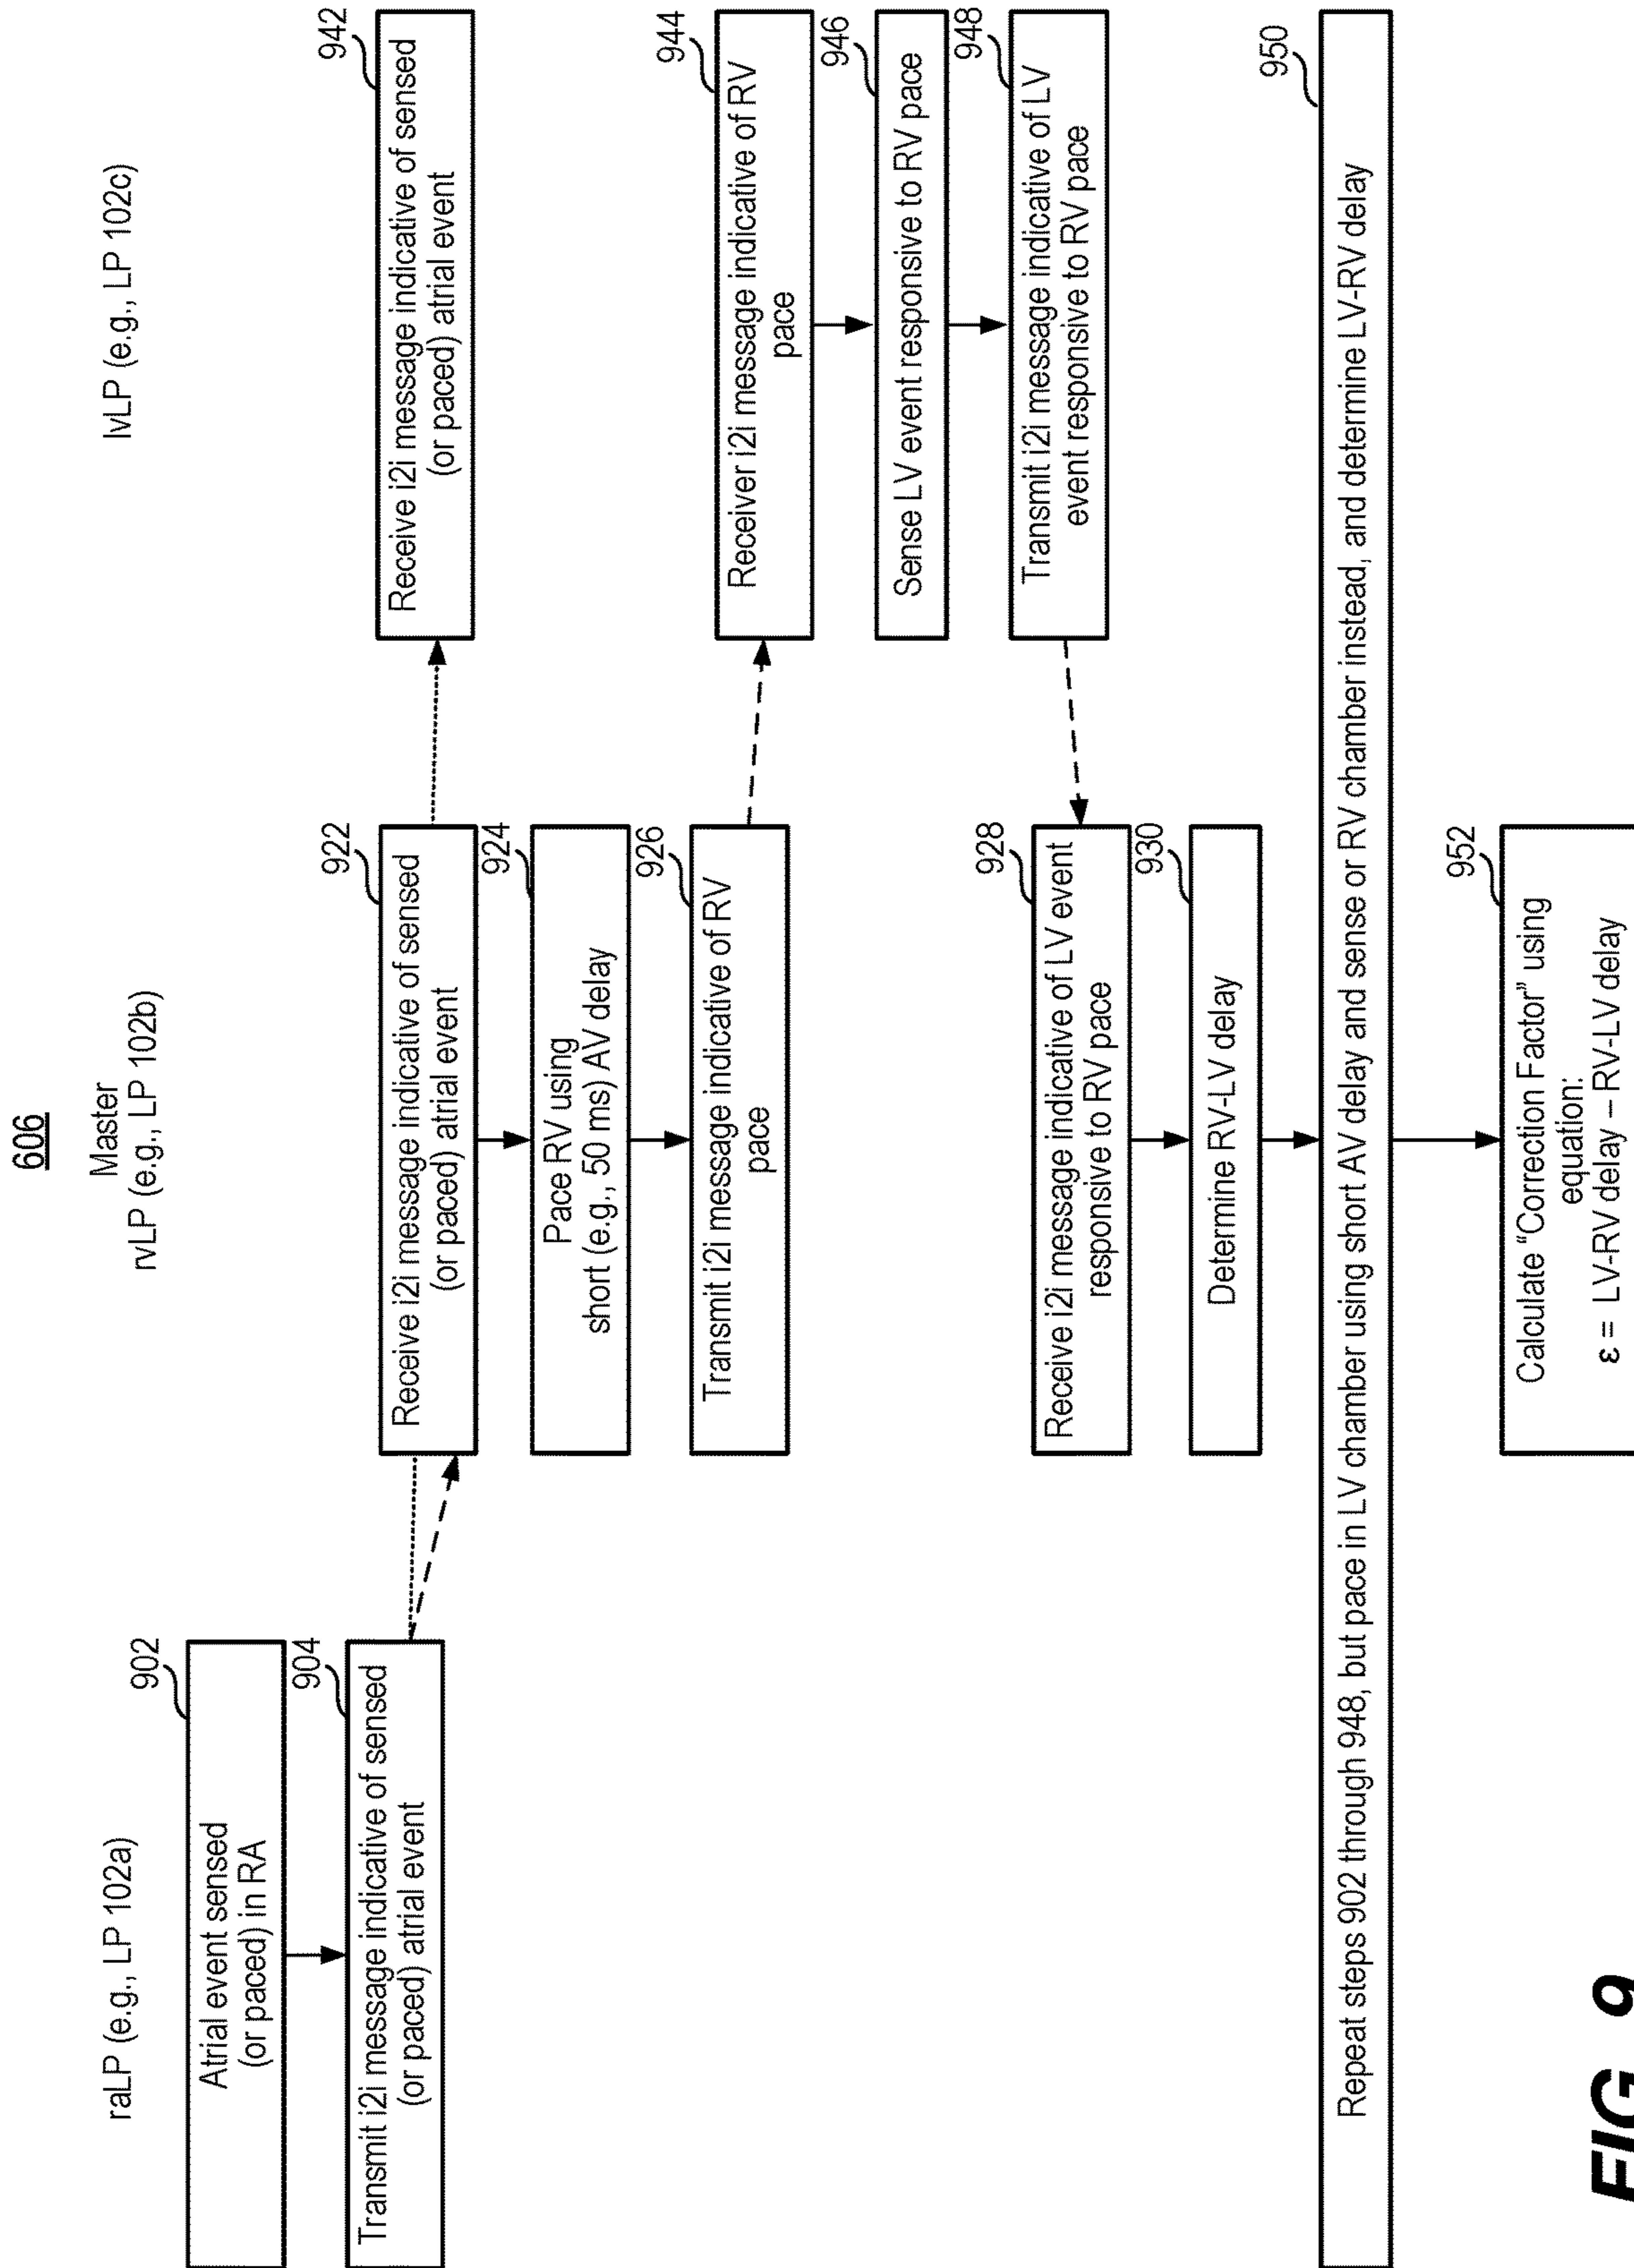 606
raLP (e.g., LP 102a)
Master
rvLP (e.g., LP 102b)
lvLP (e.g., LP 102c)
902
Atrial event sensed
(or paced) in RA
904
Transmit i2i message indicative of sensed
(or paced) atrial event
922
Receive i2i message indicative of sensed
(or paced) atrial event
942
Receive i2i message indicative of sensed
(or paced) atrial event
924
Pace RV using
short (e.g., 50 ms) AV delay
926
Transmit i2i message indicative of RV
pace
944
Receiver i2i message indicative of RV
pace
946
Sense LV event responsive to RV pace
948
Transmit i2i message indicative of LV
event responsive to RV pace
928
Receive i2i message indicative of LV event
responsive to RV pace
930
Determine RV-LV delay
950
Repeat steps 902 through 948, but pace in LV chamber using short AV delay and sense or RV chamber instead, and determine LV-RV delay
952
Calculate “Correction Factor” using
equation:
ε = LV-RV delay – RV-LV delay
FIG. 9